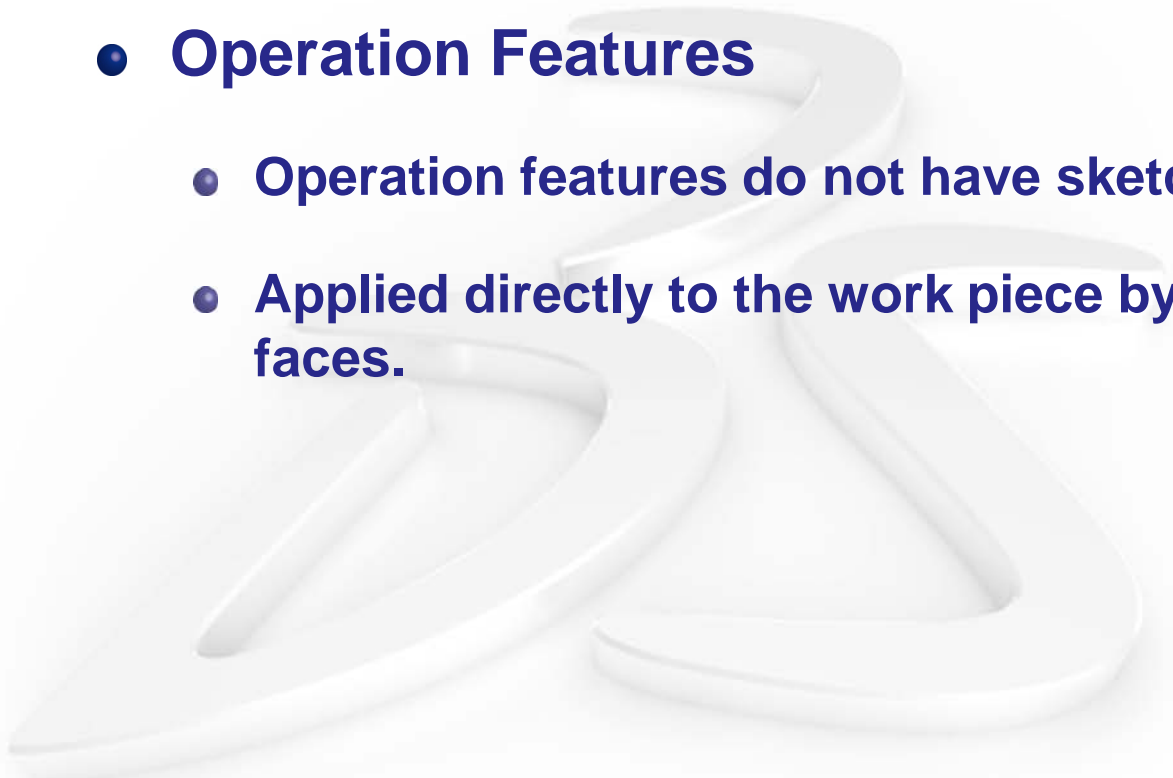 Operation Features
Operation features do not have
Applied directly to the work piece by
faces.